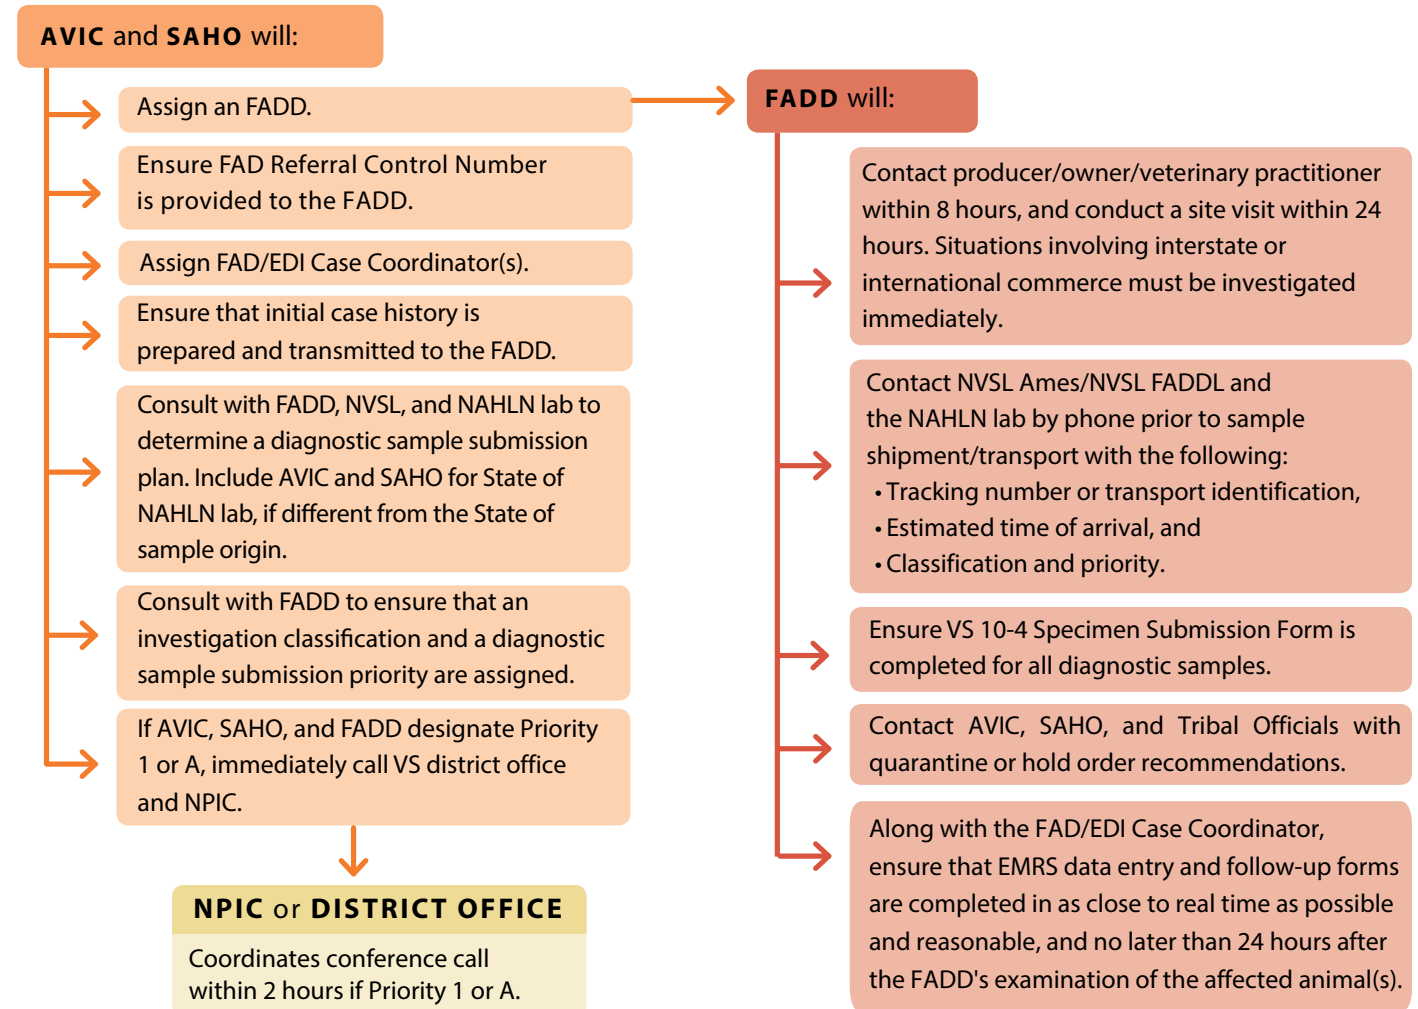 AVIC and SAHO will:
Assign an FADD.
Ensure FAD Referral Control Number
is provided to the FADD.
Assign FAD/EDI Case Coordinator(s).
Ensure that initial case history is
prepared and transmitted to the FADD.
Consult with FADD, NVSL, and NAHLN lab to
determine a diagnostic sample submission
plan. Include AVIC and SAHO for State of
NAHLN lab, if different from the State of
sample origin.
Consult with FADD to ensure that an
investigation classification and a diagnostic
sample submission priority are assigned.
If AVIC, SAHO, and FADD designate Priority
1 or A, immediately call VS district office
and NPIC.
NPIC or DISTRICT OFFICE
Coordinates conference call
within 2 hours if Priority 1 or A.
FADD will:
Contact producer/owner/veterinary practitioner
within 8 hours, and conduct a site visit within 24
hours. Situations involving interstate or
international commerce must be investigated
immediately.
Contact NVSL Ames/NVSL FADDL and
the NAHLN lab by phone prior to sample
shipment/transport with the following:
• Tracking number or transport identification,
• Estimated time of arrival, and
• Classification and priority.
Ensure VS 10-4 Specimen Submission Form is
completed for all diagnostic samples.
Contact AVIC, SAHO, and Tribal Officials with
quarantine or hold order recommendations.
Along with the FAD/EDI Case Coordinator,
ensure that EMRS data entry and follow-up forms
are completed in as close to real time as possible
and reasonable, and no later than 24 hours after
the FADD's examination of the affected animal(s).